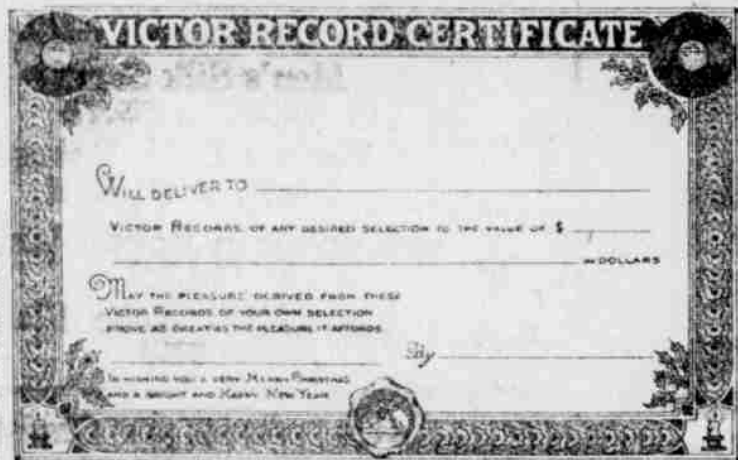 VICTOR RECORD CERTIFICATE
WILL DELIVER TO
VICTOR RECORDS OF ANY DESIRED SELECTION TO THE VALUE OF $
IN DOLLARS
MAY THE PLEASURE DERIVED FROM THESE
VICTOR RECORDS OF YOUR OWN SELECTION
PROVE AS GREAT AS THE PLEASURE IT AFFORDS
By
IN WISHING YOU A VERY MERRY CHRISTMAS
AND A BRIGHT AND HAPPY NEW YEAR